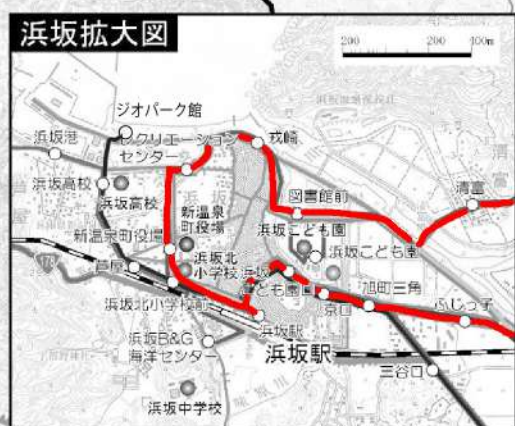 浜坂拡大図
200
200
400m
ジオパーク館
浜坂港
レクリエーション
センター
戎崎
浜坂高校
浜坂高校
図書館前
清富
清富
新温泉
町役場
浜坂こども園
新温泉町役場
浜坂こども園
芦屋
浜坂北
小学校
浜坂
こども園口
178
京口
旭町三角
ふじっ子
浜坂北小学校前
浜坂駅
浜坂駅
浜坂B&G
海洋センター
三谷口
浜坂中学校
味原川